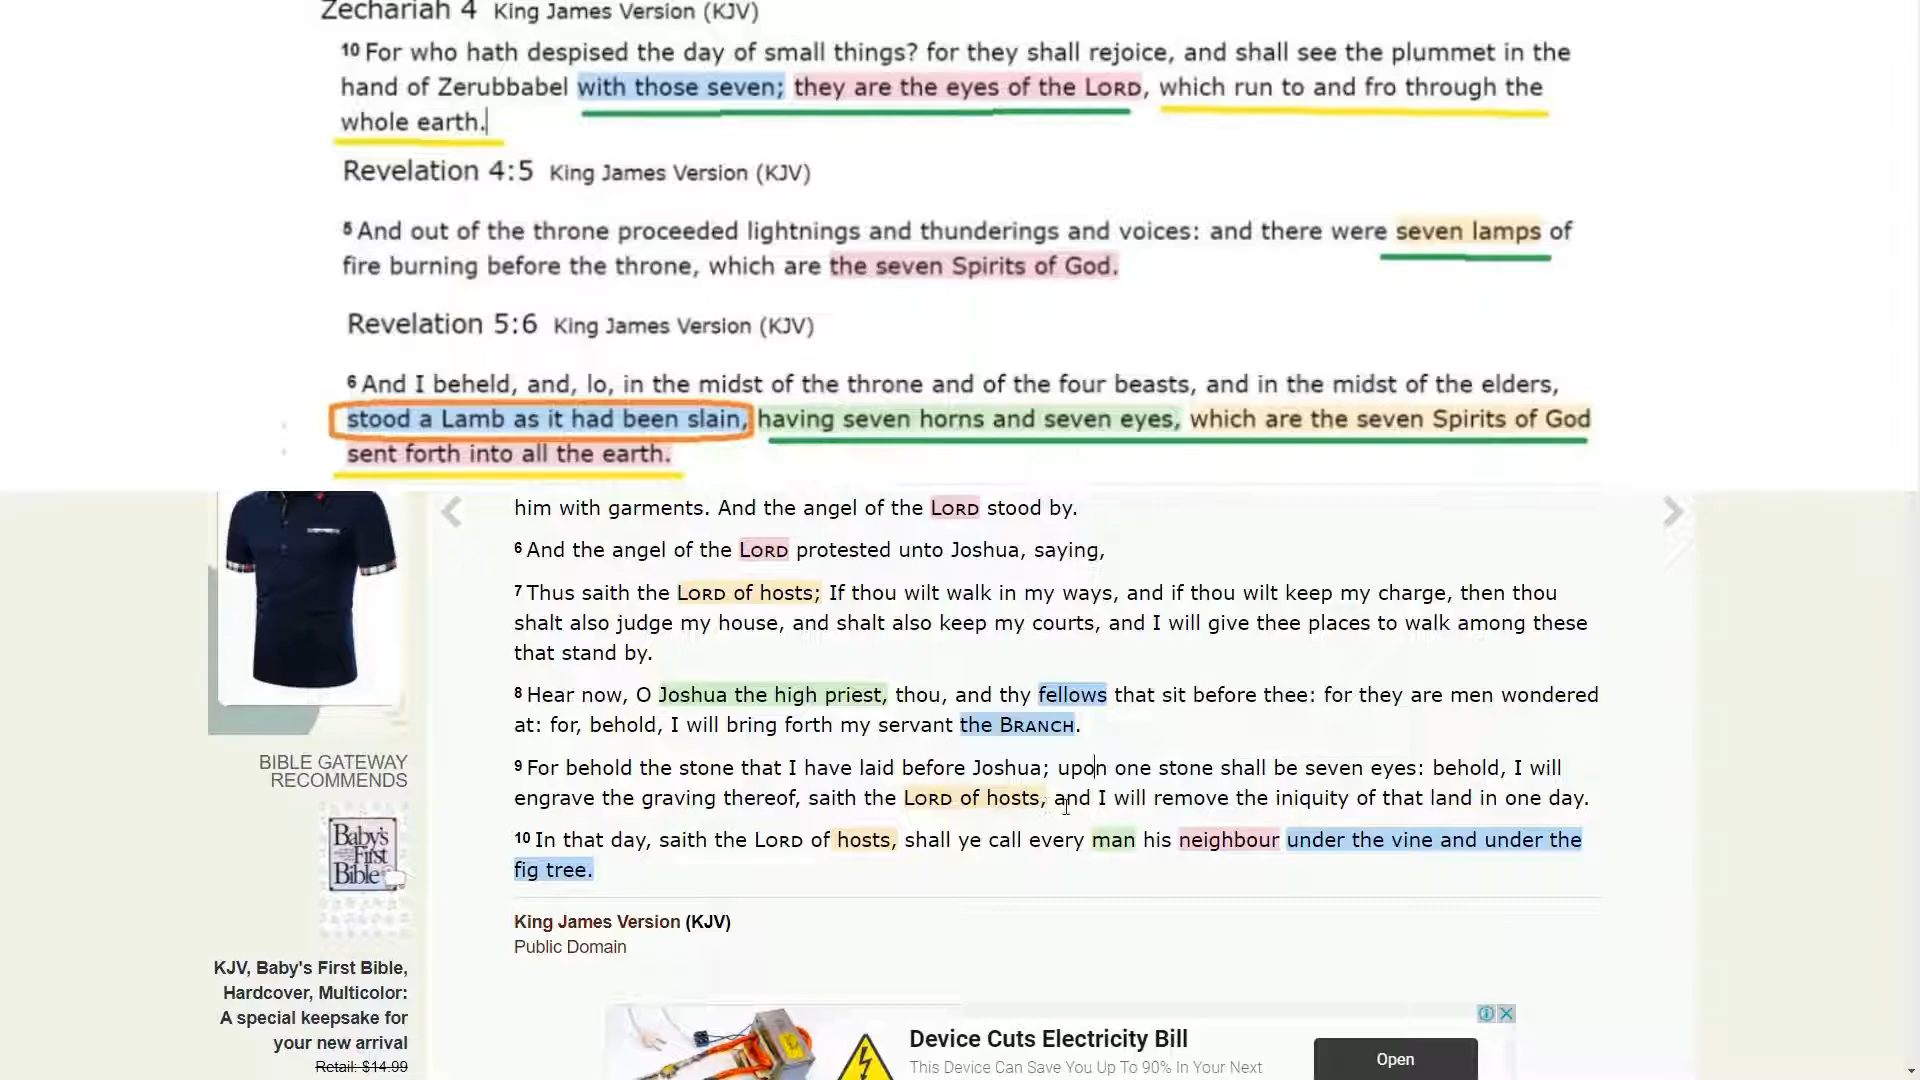 Zechariah 4 King James Version (KJV)
10 For who hath despised the day of small things? for they shall rejoice, and shall see the plummet in the
hand of Zerubbabel with those seven; they are the eyes of the LORD, which run to and fro through the
whole earth.
Revelation 4:5 King James Version (KJV)
5 And out of the throne proceeded lightnings and thunderings and voices: and there were seven lamps of
fire burning before the throne, which are the seven Spirits of God.
Revelation 5:6 King James Version (KJV)
6 And I beheld, and, lo, in the midst of the throne and of the four beasts, and in the midst of the elders,
stood a Lamb as it had been slain, having seven horns and seven eyes, which are the seven Spirits of God
sent forth into all the earth.
him with garments. And the angel of the LORD stood by.
6 And the angel of the LORD protested unto Joshua, saying,
7 Thus saith the LORD of hosts; If thou wilt walk in my ways, and if thou wilt keep my charge, then thou
shalt also judge my house, and shalt also keep my courts, and I will give thee places to walk among these
that stand by.
8 Hear now, O Joshua the high priest, thou, and thy fellows that sit before thee: for they are men wondered
at: for, behold, I will bring forth my servant the BRANCH.
9 For behold the stone that I have laid before Joshua; upon one stone shall be seven eyes: behold, I will
engrave the graving thereof, saith the LORD of hosts, and I will remove the iniquity of that land in one day.
10 In that day, saith the LORD of hosts, shall ye call every man his neighbour under the vine and under the
fig tree.
King James Version (KJV)
Public Domain
BIBLE GATEWAY
RECOMMENDS
Baby's
First
Bible
KJV, Baby's First Bible,
Hardcover, Multicolor:
A special keepsake for
your new arrival
Retail: $14.99
Device Cuts Electricity Bill
This Device Can Save You Up To 90% In Your Next
Open